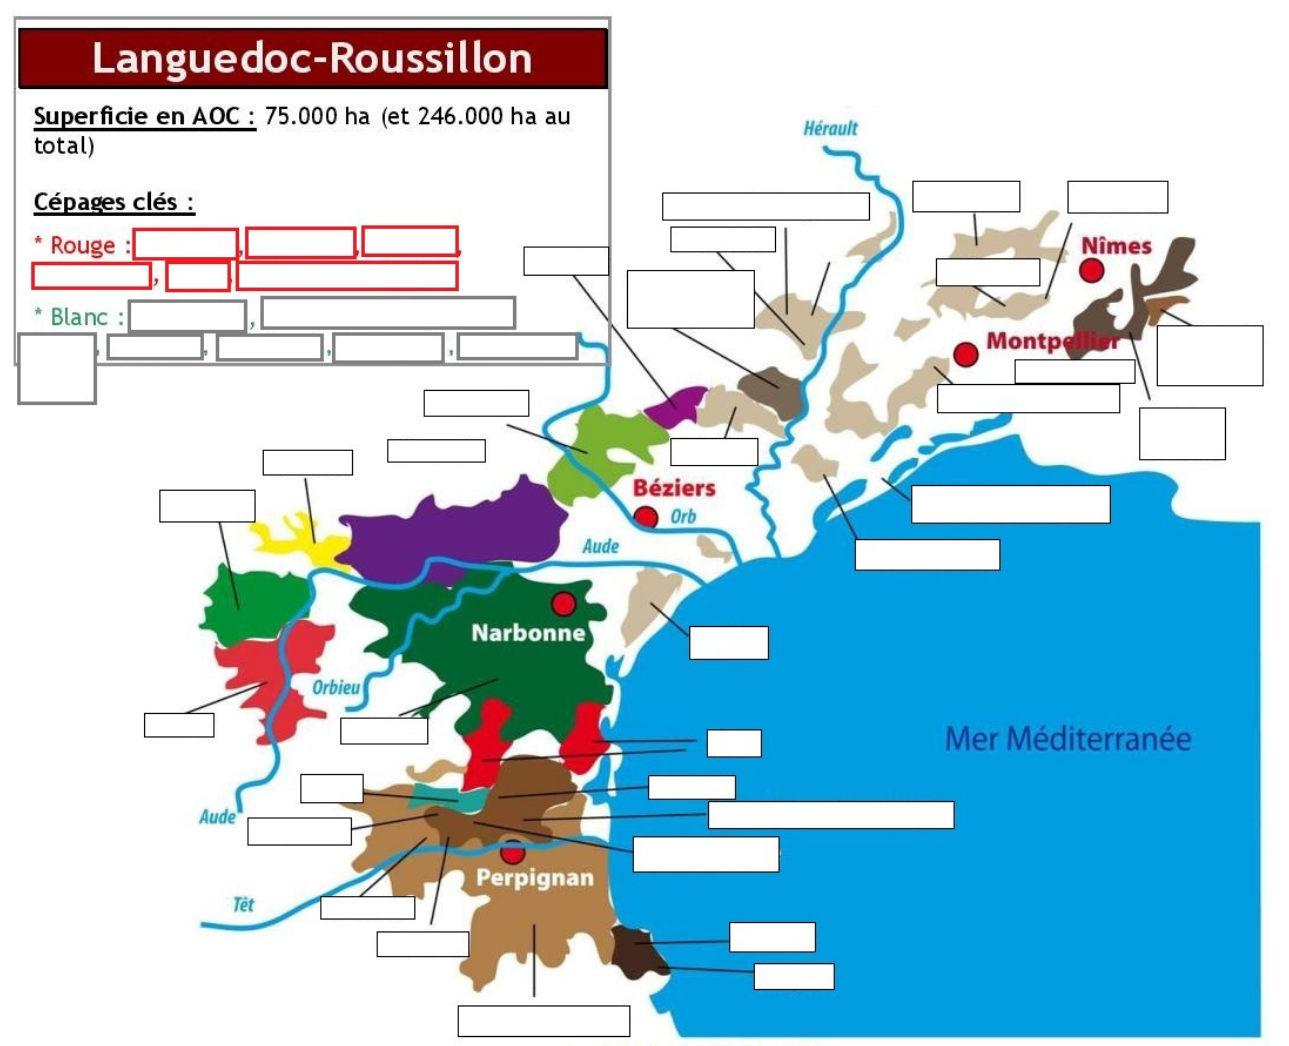 Languedoc-Roussillon
Superficie en AOC : 75.000 ha (et 246.000 ha au
total)
Cépages clés :
* Rouge : , , ,
, ,
* Blanc : ,
, , , ,
Hérault
Nîmes
Montpellier
Béziers
Orb
Aude
Narbonne
Orbieu
Mer Méditerranée
Aude
Perpignan
Têt